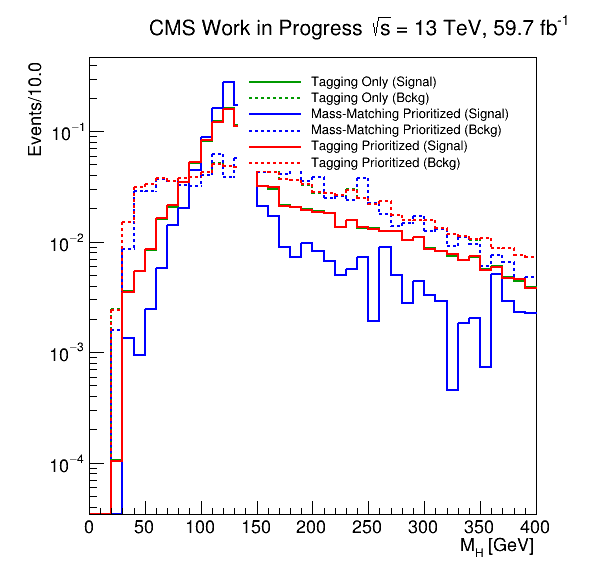 CMS Work in Progress √s = 13 TeV, 59.7 fb⁻¹
Events/10.0
Tagging Only (Signal)
Tagging Only (Bckg)
Mass-Matching Prioritized (Signal)
Mass-Matching Prioritized (Bckg)
Tagging Prioritized (Signal)
Tagging Prioritized (Bckg)
10⁻¹
10⁻²
10⁻³
10⁻⁴
0 50 100 150 200 250 300 350 400
M_H [GeV]